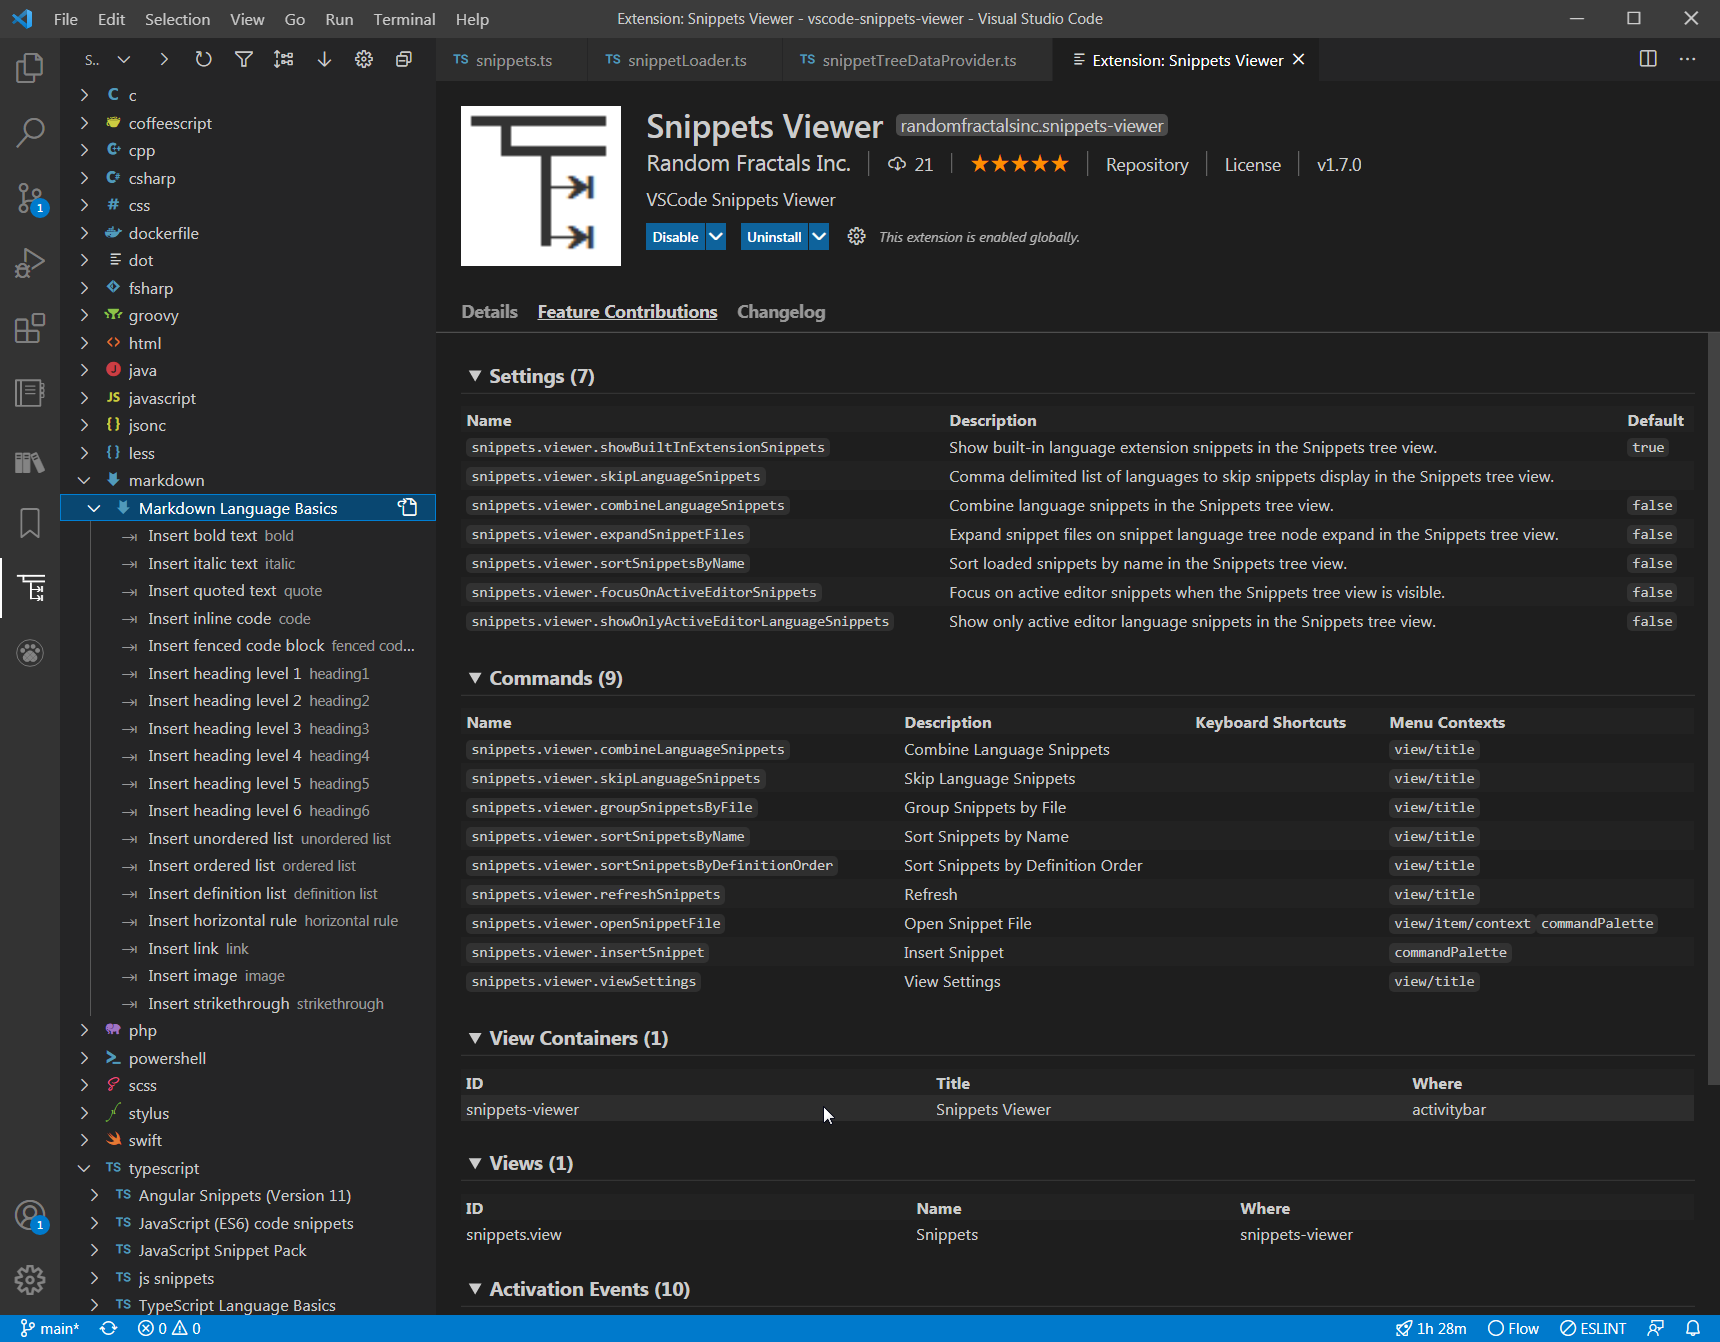 File Edit Selection View Go Run Terminal Help Extension: Snippets Viewer - vscode-snippets-viewer - Visual Studio Code
S..
TS snippets.ts TS snippetLoader.ts TS snippetTreeDataProvider.ts Extension: Snippets Viewer
C c
coffeescript
cpp
csharp
# css
dockerfile
dot
fsharp
groovy
<> html
J java
JS javascript
{} jsonc
{} less
markdown
Markdown Language Basics
Insert bold text bold
Insert italic text italic
Insert quoted text quote
Insert inline code code
Insert fenced code block fenced cod...
Insert heading level 1 heading1
Insert heading level 2 heading2
Insert heading level 3 heading3
Insert heading level 4 heading4
Insert heading level 5 heading5
Insert heading level 6 heading6
Insert unordered list unordered list
Insert ordered list ordered list
Insert definition list definition list
Insert horizontal rule horizontal rule
Insert link link
Insert image image
Insert strikethrough strikethrough
php
powershell
scss
stylus
swift
TS typescript
TS Angular Snippets (Version 11)
TS JavaScript (ES6) code snippets
TS JavaScript Snippet Pack
TS js snippets
TS TypeScript Language Basics
1
1
Snippets Viewer randomfractalsinc.snippets-viewer
Random Fractals Inc. 21 ★★★★★ Repository License v1.7.0
VSCode Snippets Viewer
Disable Uninstall This extension is enabled globally.
Details Feature Contributions Changelog
Settings (7)
Name Description Default
snippets.viewer.showBuiltInExtensionSnippets Show built-in language extension snippets in the Snippets tree view. true
snippets.viewer.skipLanguageSnippets Comma delimited list of languages to skip snippets display in the Snippets tree view.
snippets.viewer.combineLanguageSnippets Combine language snippets in the Snippets tree view. false
snippets.viewer.expandSnippetFiles Expand snippet files on snippet language tree node expand in the Snippets tree view. false
snippets.viewer.sortSnippetsByName Sort loaded snippets by name in the Snippets tree view. false
snippets.viewer.focusOnActiveEditorSnippets Focus on active editor snippets when the Snippets tree view is visible. false
snippets.viewer.showOnlyActiveEditorLanguageSnippets Show only active editor language snippets in the Snippets tree view. false
Commands (9)
Name Description Keyboard Shortcuts Menu Contexts
snippets.viewer.combineLanguageSnippets Combine Language Snippets view/title
snippets.viewer.skipLanguageSnippets Skip Language Snippets view/title
snippets.viewer.groupSnippetsByFile Group Snippets by File view/title
snippets.viewer.sortSnippetsByName Sort Snippets by Name view/title
snippets.viewer.sortSnippetsByDefinitionOrder Sort Snippets by Definition Order view/title
snippets.viewer.refreshSnippets Refresh view/title
snippets.viewer.openSnippetFile Open Snippet File view/item/context commandPalette
snippets.viewer.insertSnippet Insert Snippet commandPalette
snippets.viewer.viewSettings View Settings view/title
View Containers (1)
ID Title Where
snippets-viewer Snippets Viewer activitybar
Views (1)
ID Name Where
snippets.view Snippets snippets-viewer
Activation Events (10)
main* 0 0 1h 28m Flow ESLINT